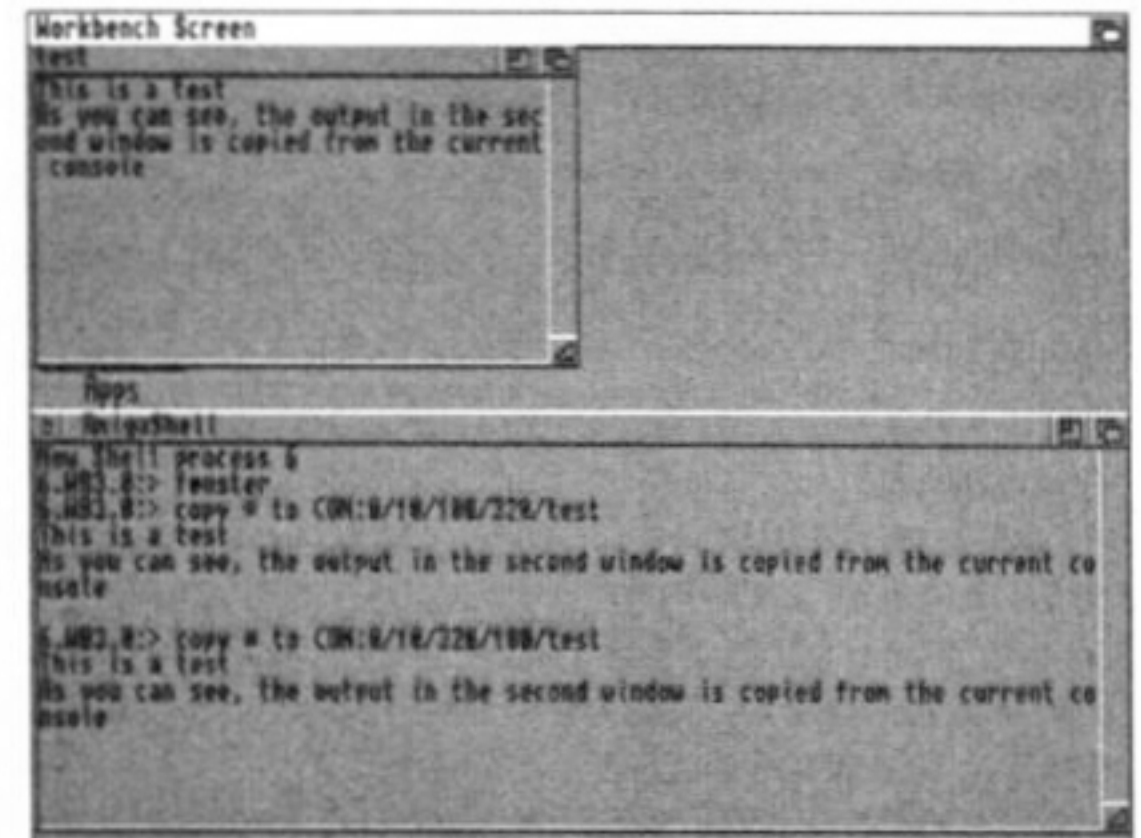 Workbench Screen
test
This is a test
As you can see, the output in the sec
ond window is copied from the current
console
Apps
AmigaShell
New Shell process 6
6.WB3.0:> fenster
6.WB3.0:> copy * to CON:0/10/100/320/test
This is a test
As you can see, the output in the second window is copied from the current co
nsole
6.WB3.0:> copy * to CON:0/10/320/100/test
This is a test
As you can see, the output in the second window is copied from the current co
nsole